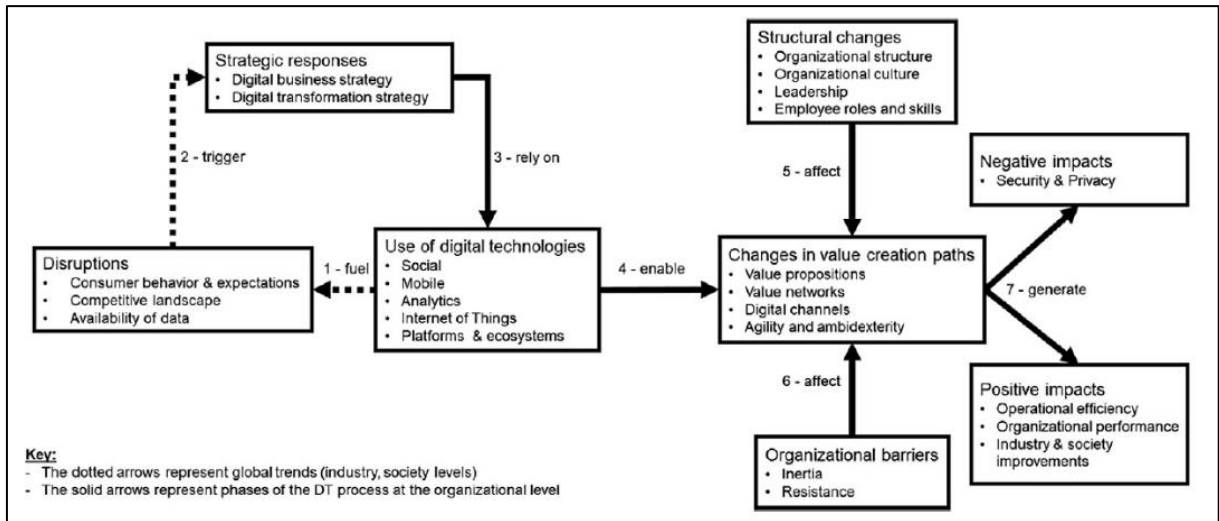 Strategic responses
• Digital business strategy
• Digital transformation strategy
Structural changes
• Organizational structure
• Organizational culture
• Leadership
• Employee roles and skills
2 - trigger
3 - rely on
5 - affect
Negative impacts
• Security & Privacy
Disruptions
• Consumer behavior & expectations
• Competitive landscape
• Availability of data
1 - fuel
Use of digital technologies
• Social
• Mobile
• Analytics
• Internet of Things
• Platforms & ecosystems
4 - enable
Changes in value creation paths
• Value propositions
• Value networks
• Digital channels
• Agility and ambidexterity
7 - generate
6 - affect
Positive impacts
• Operational efficiency
• Organizational performance
• Industry & society
improvements
Organizational barriers
• Inertia
• Resistance
Key:
- The dotted arrows represent global trends (industry, society levels)
- The solid arrows represent phases of the DT process at the organizational level